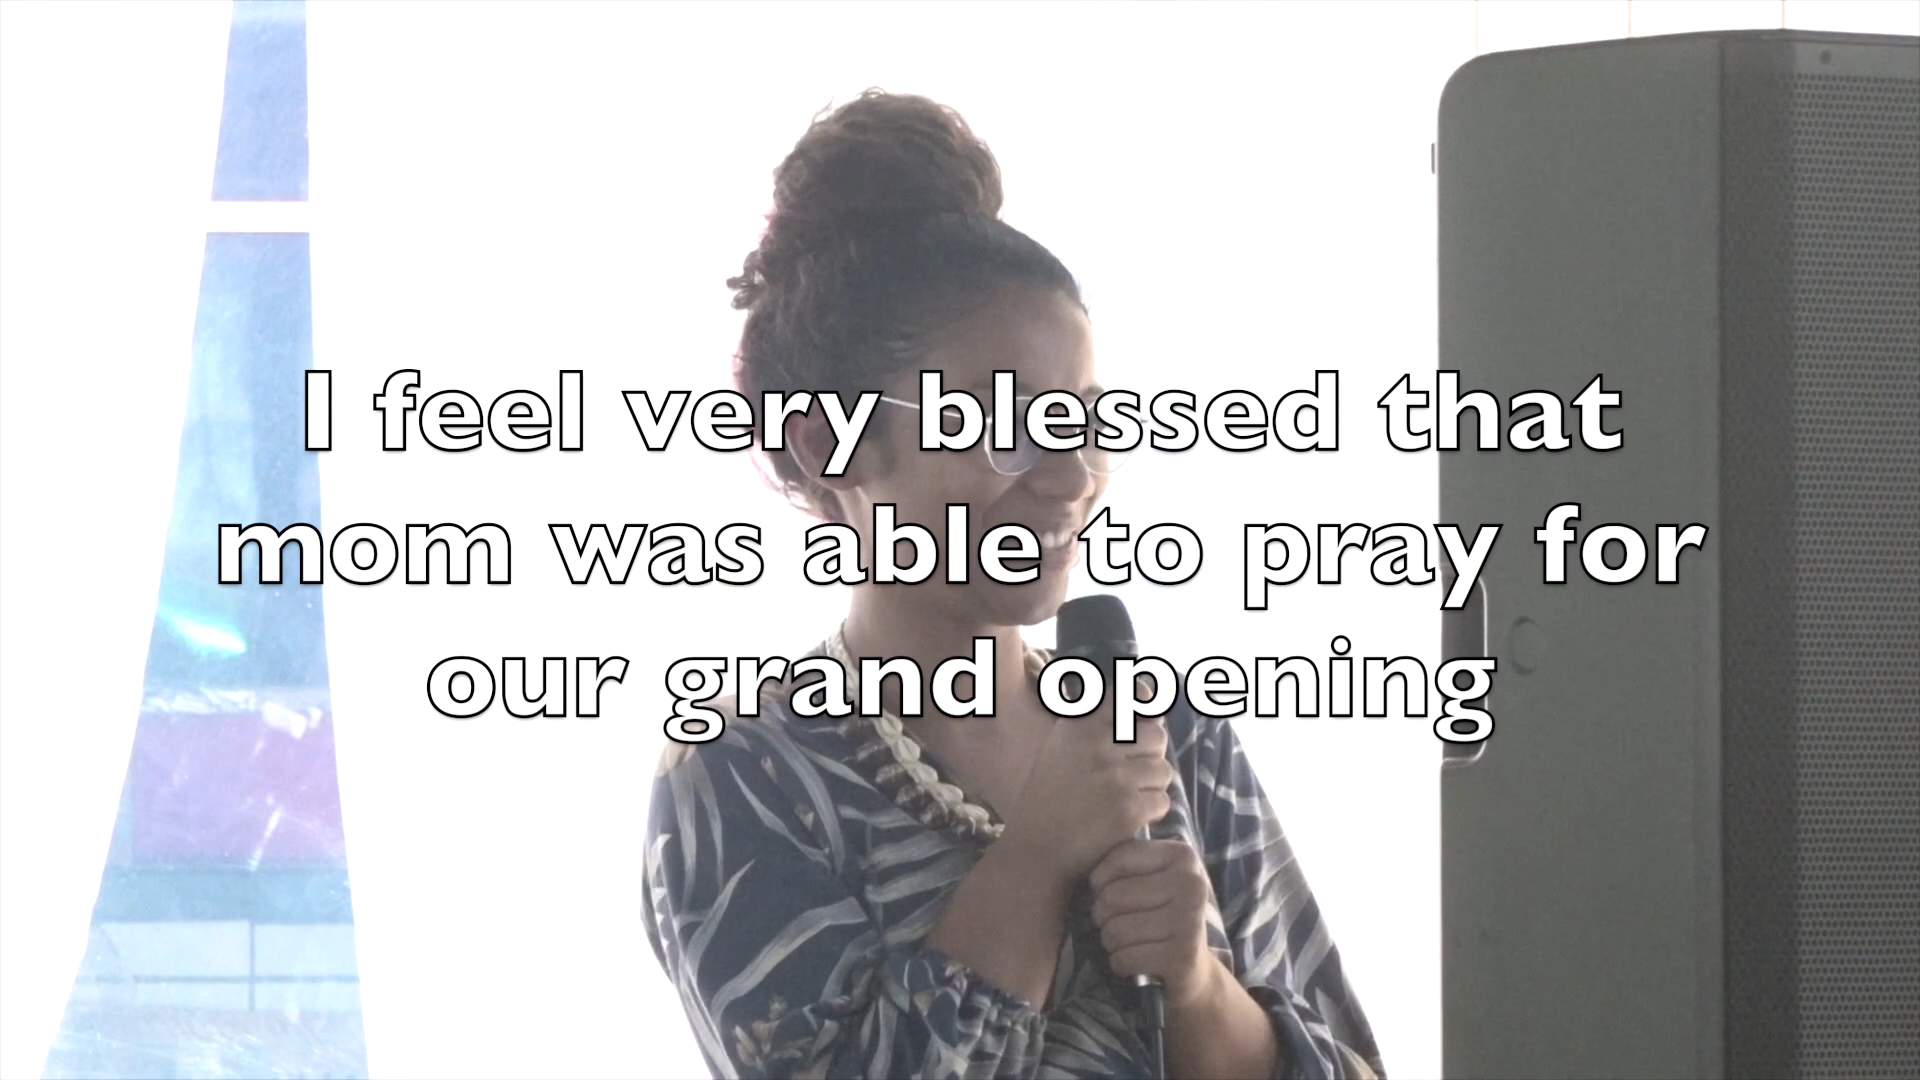 I feel very blessed that
mom was able to pray for
our grand opening